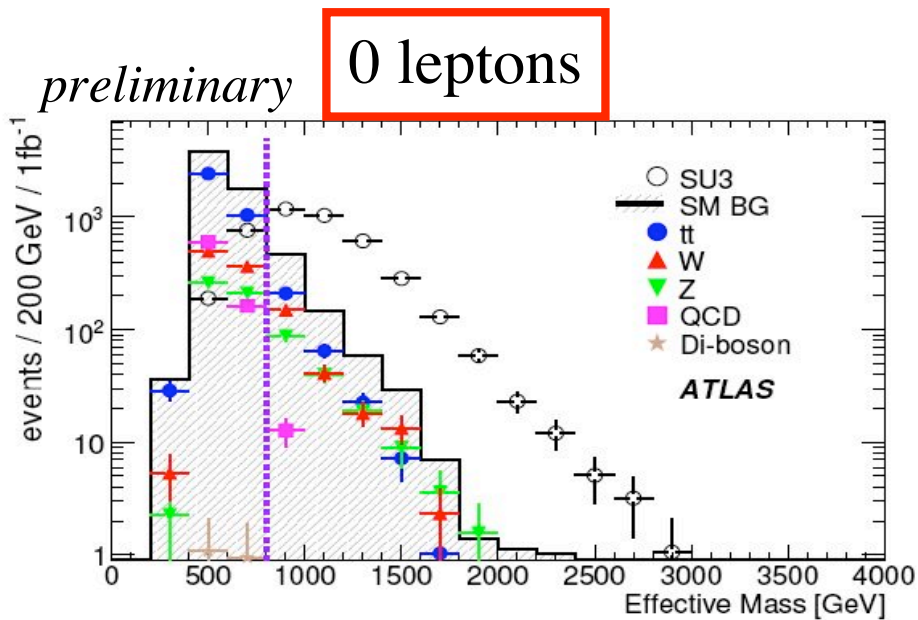 0 leptons
preliminary
events / 200 GeV / 1fb⁻¹
10³
10²
10
1
SU3
SM BG
tt
W
Z
QCD
Di-boson
ATLAS
0 500 1000 1500 2000 2500 3000 3500 4000
Effective Mass [GeV]